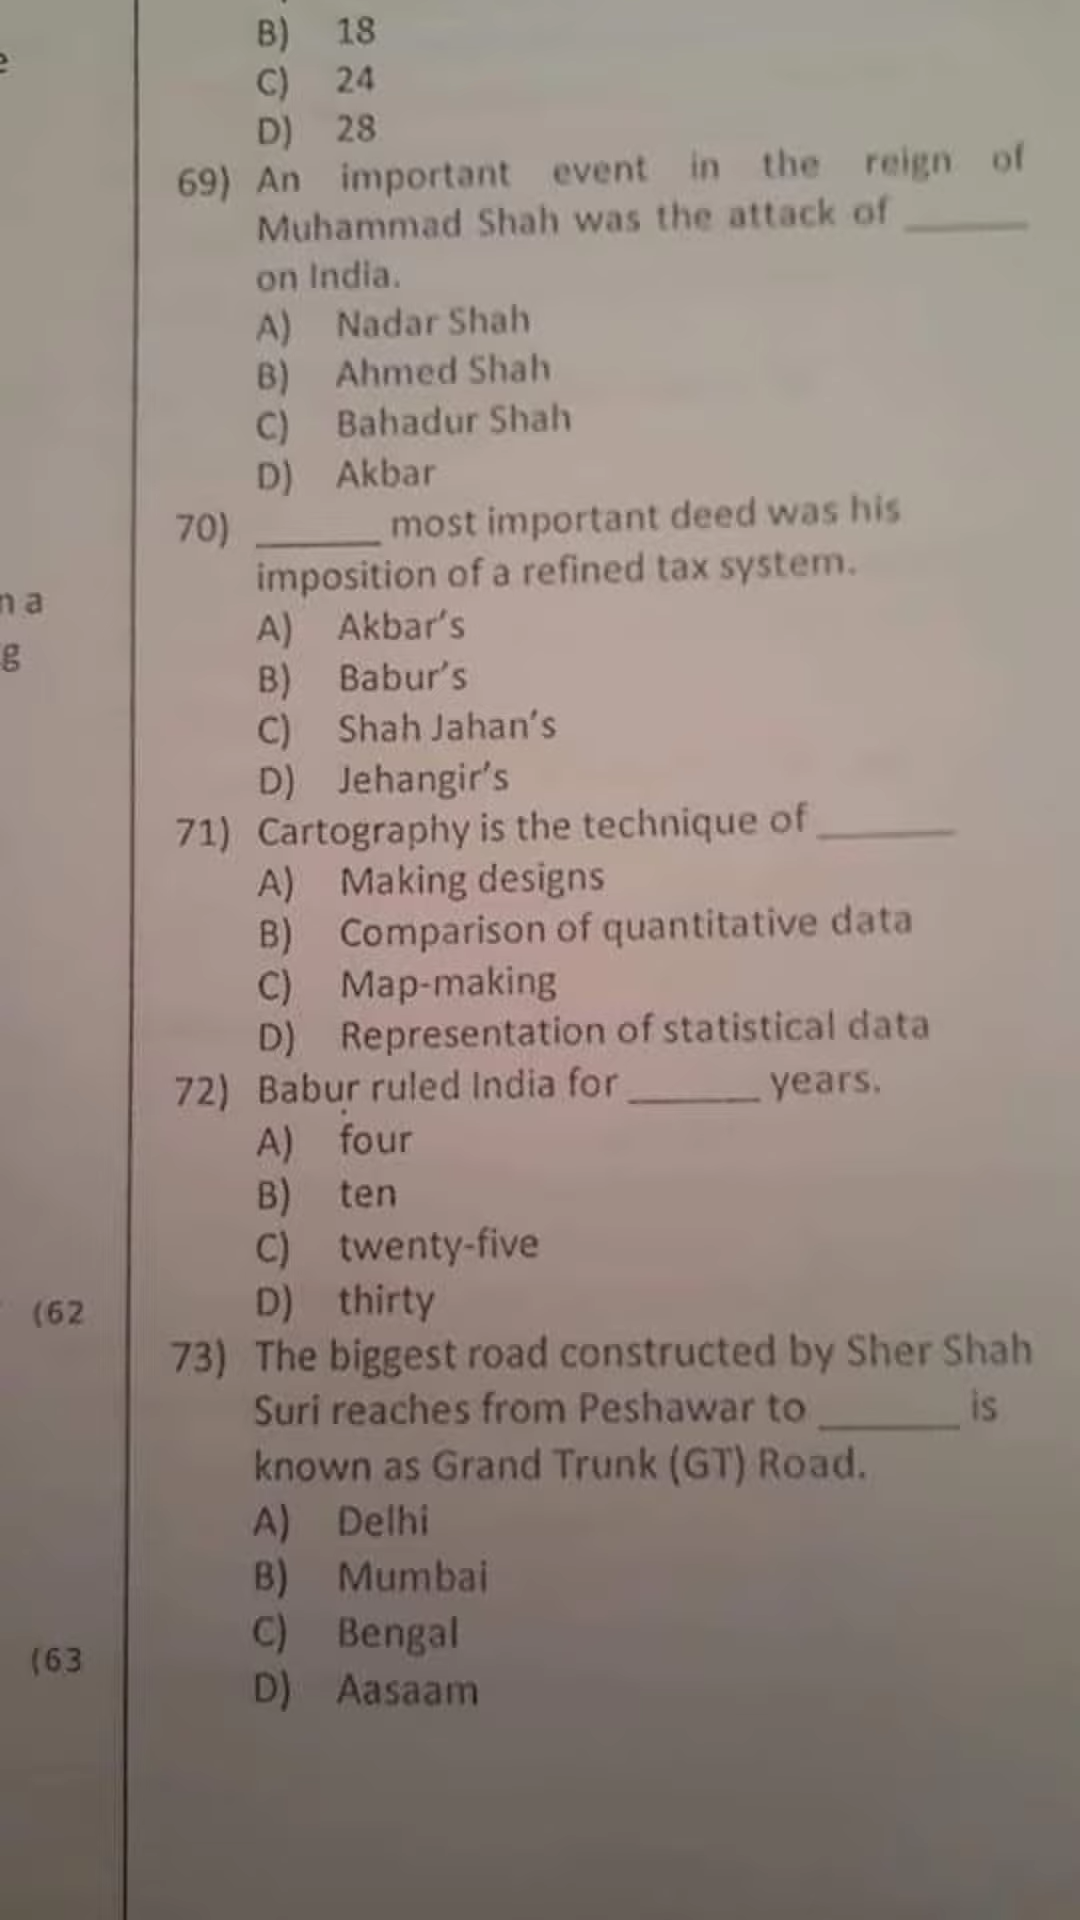 B) 18
C) 24
D) 28
69) An important event in the reign of
Muhammad Shah was the attack of ______
on India.
A) Nadar Shah
B) Ahmed Shah
C) Bahadur Shah
D) Akbar
70) ______ most important deed was his
imposition of a refined tax system.
A) Akbar's
B) Babur's
C) Shah Jahan's
D) Jehangir's
71) Cartography is the technique of ______
A) Making designs
B) Comparison of quantitative data
C) Map-making
D) Representation of statistical data
72) Babur ruled India for ______ years.
A) four
B) ten
C) twenty-five
D) thirty
73) The biggest road constructed by Sher Shah
Suri reaches from Peshawar to ______ is
known as Grand Trunk (GT) Road.
A) Delhi
B) Mumbai
C) Bengal
D) Aasaam
(62
(63